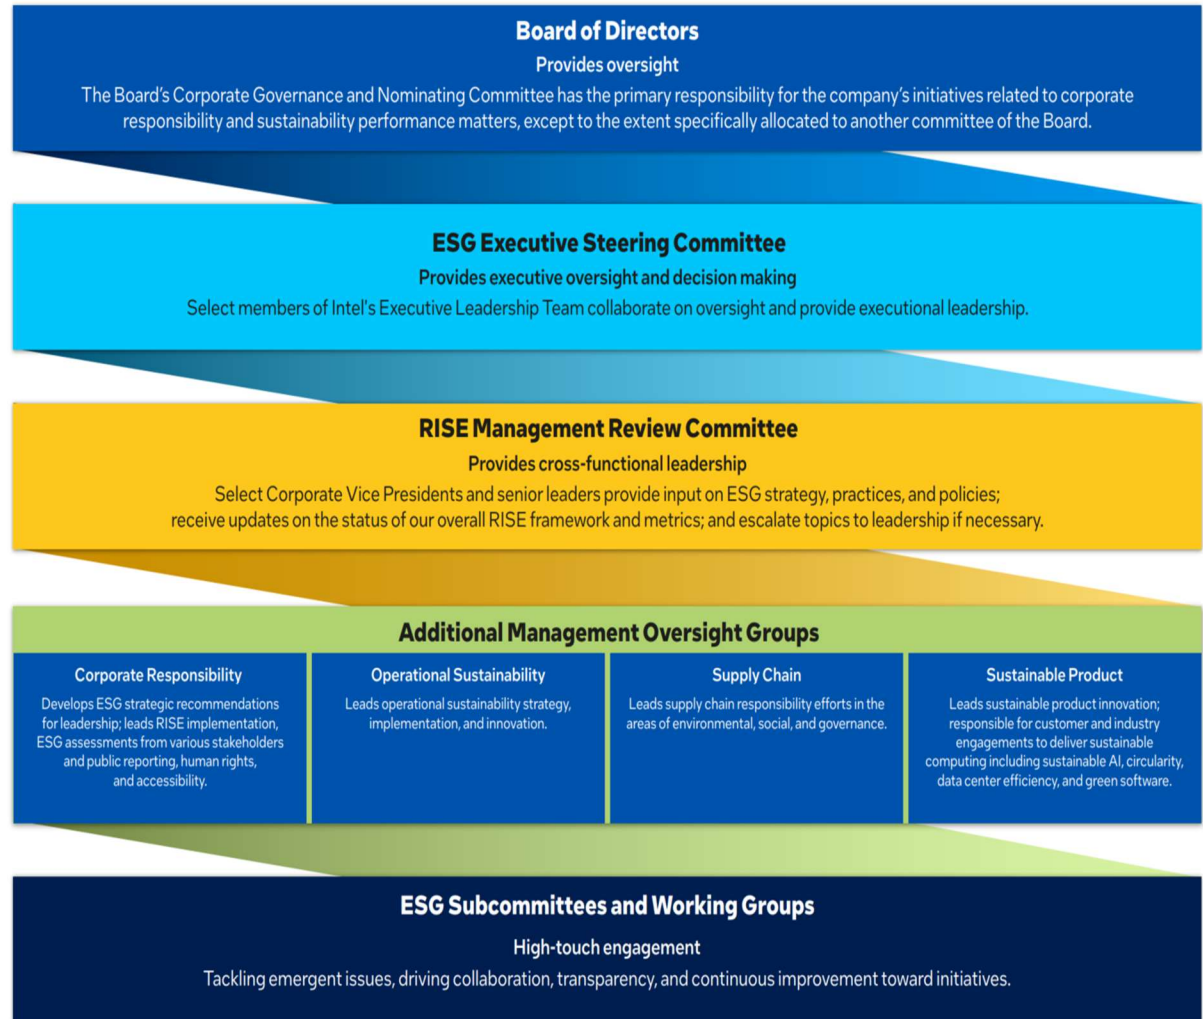 Board of Directors
Provides oversight
The Board's Corporate Governance and Nominating Committee has the primary responsibility for the company's initiatives related to corporate
responsibility and sustainability performance matters, except to the extent specifically allocated to another committee of the Board.
ESG Executive Steering Committee
Provides executive oversight and decision making
Select members of Intel's Executive Leadership Team collaborate on oversight and provide executional leadership.
RISE Management Review Committee
Provides cross-functional leadership
Select Corporate Vice Presidents and senior leaders provide input on ESG strategy, practices, and policies;
receive updates on the status of our overall RISE framework and metrics; and escalate topics to leadership if necessary.
Additional Management Oversight Groups
Corporate Responsibility
Develops ESG strategic recommendations
for leadership; leads RISE implementation,
ESG assessments from various stakeholders
and public reporting, human rights,
and accessibility.
Operational Sustainability
Leads operational sustainability strategy,
implementation, and innovation.
Supply Chain
Leads supply chain responsibility efforts in the
areas of environmental, social, and governance.
Sustainable Product
Leads sustainable product innovation;
responsible for customer and industry
engagements to deliver sustainable
computing including sustainable AI, circularity,
data center efficiency, and green software.
ESG Subcommittees and Working Groups
High-touch engagement
Tackling emergent issues, driving collaboration, transparency, and continuous improvement toward initiatives.